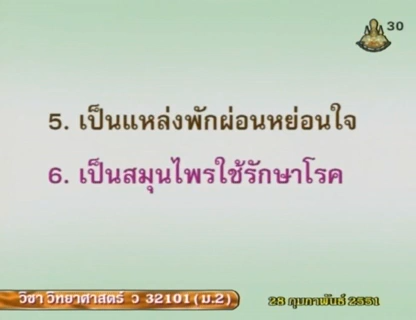 30
5. เป็นแหล่งพักผ่อนหย่อนใจ
6. เป็นสมุนไพรใช้รักษาโรค
วิชา วิทยาศาสตร์ ว 32101 (ม.2)
28 กุมภาพันธ์ 2551